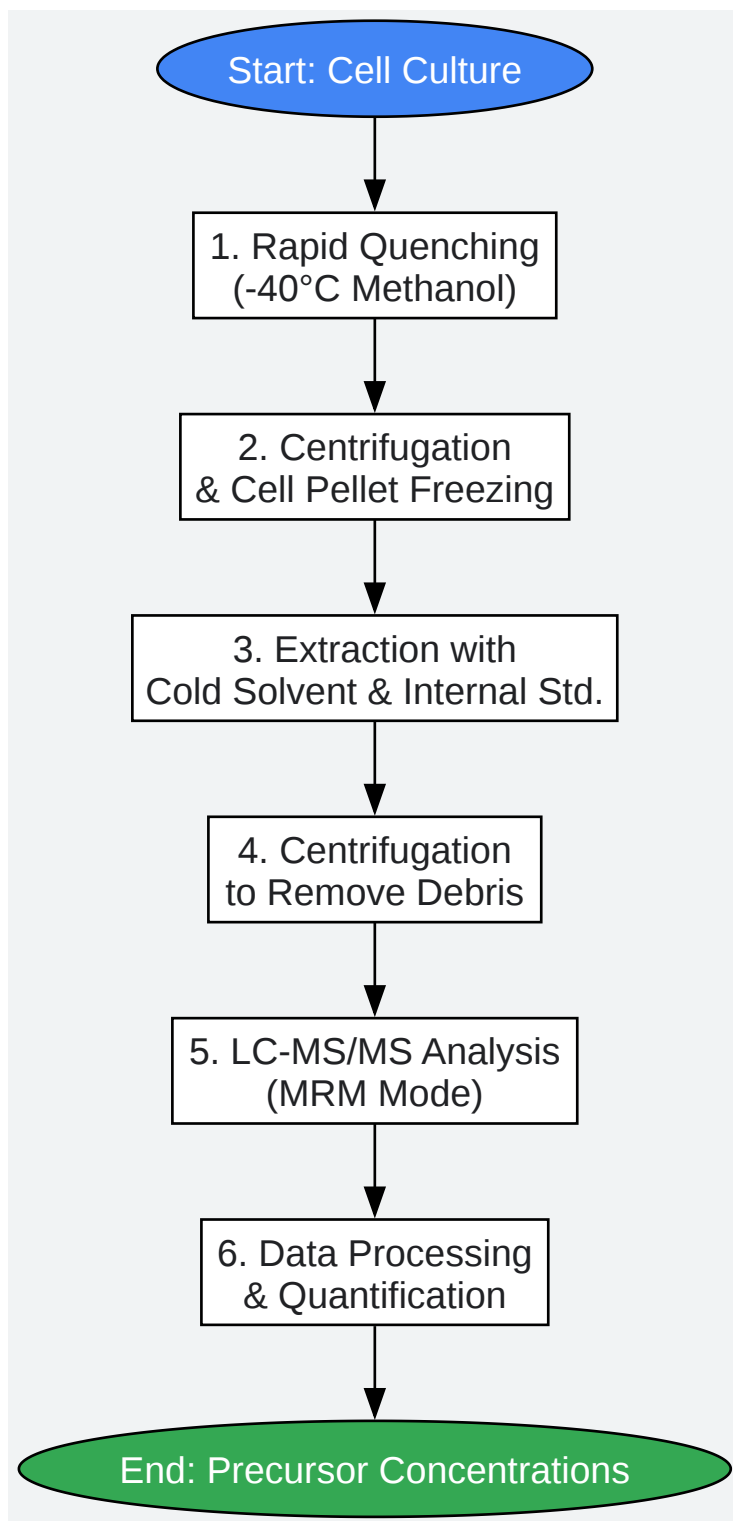 Start: Cell Culture
1. Rapid Quenching
(-40°C Methanol)
2. Centrifugation
& Cell Pellet Freezing
3. Extraction with
Cold Solvent & Internal Std.
4. Centrifugation
to Remove Debris
5. LC-MS/MS Analysis
(MRM Mode)
6. Data Processing
& Quantification
End: Precursor Concentrations